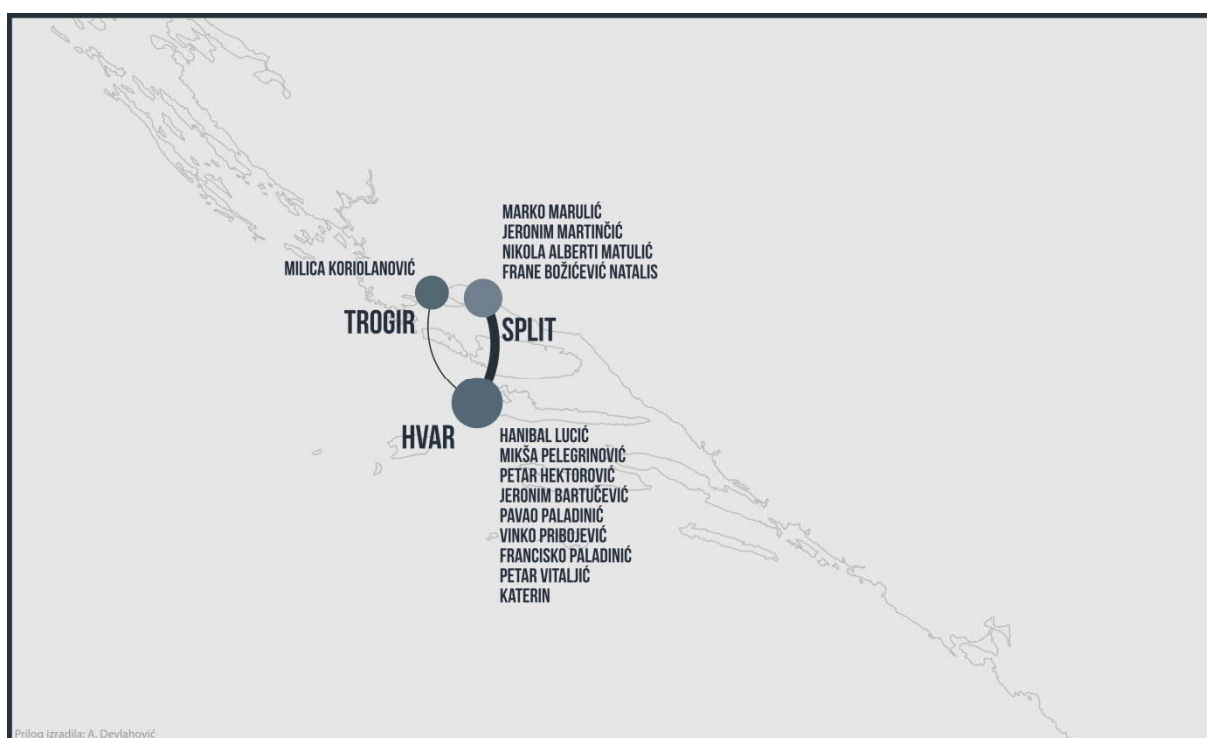 MARKO MARULIĆ
JERONIM MARTINČIĆ
NIKOLA ALBERTI MATULIĆ
FRANE BOŽIĆEVIĆ NATALIS
MILICA KORIOLANOVIĆ
TROGIR
SPLIT
HVAR
HANIBAL LUCIĆ
MIKŠA PELEGRINOVIĆ
PETAR HEKTOROVIĆ
JERONIM BARTUČEVIĆ
PAVAO PALADINIĆ
VINKO PRIBOJEVIĆ
FRANCISKO PALADINIĆ
PETAR VITALJIĆ
KATERIN
Prilog izradila: A. Devlahović